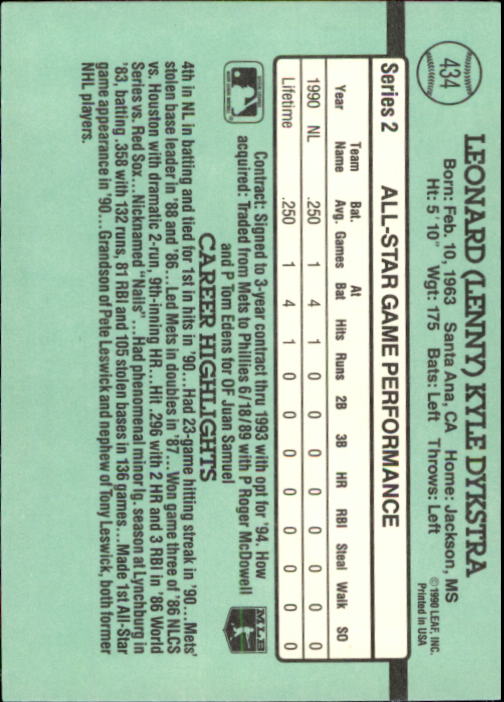 434
LEONARD (LENNY) KYLE DYKSTRA
Born: Feb. 10, 1963 Santa Ana, CA Home: Jackson, MS
Ht: 5' 10" Wgt: 175 Bats: Left Throws: Left
©1990 LEAF, INC.
Printed in USA
Series 2 ALL-STAR GAME PERFORMANCE
Year Team Name Bat. Avg. Games At Bat Hits Runs 2B 3B HR RBI Steal Walk SO
1990 NL .250 1 4 1 0 0 0 0 0 0 0 0
Lifetime .250 1 4 1 0 0 0 0 0 0 0 0
Contract: Signed to 3-year contract thru 1993 with opt for '94. How
acquired: Traded from Mets to Phillies 6/18/89 with P Roger McDowell
and P Tom Edens for OF Juan Samuel
MLB
CAREER HIGHLIGHTS
4th in NL in batting and tied for 1st in hits in '90...Had 23-game hitting streak in '90...Mets'
stolen base leader in '88 and '86...Led Mets in doubles in '87...Won game three of '86 NLCS
vs. Houston with dramatic 2-run, 9th-inning HR...Hit .296 with 2 HR and 3 RBI in '86 World
Series vs. Red Sox...Nicknamed "Nails"...Had phenomenal minor lg. season at Lynchburg in
'83, batting .358 with 132 runs, 81 RBI and 105 stolen bases in 136 games...Made 1st All-Star
game appearance in '90...Grandson of Pete Leswick and nephew of Tony Leswick, both former
NHL players.